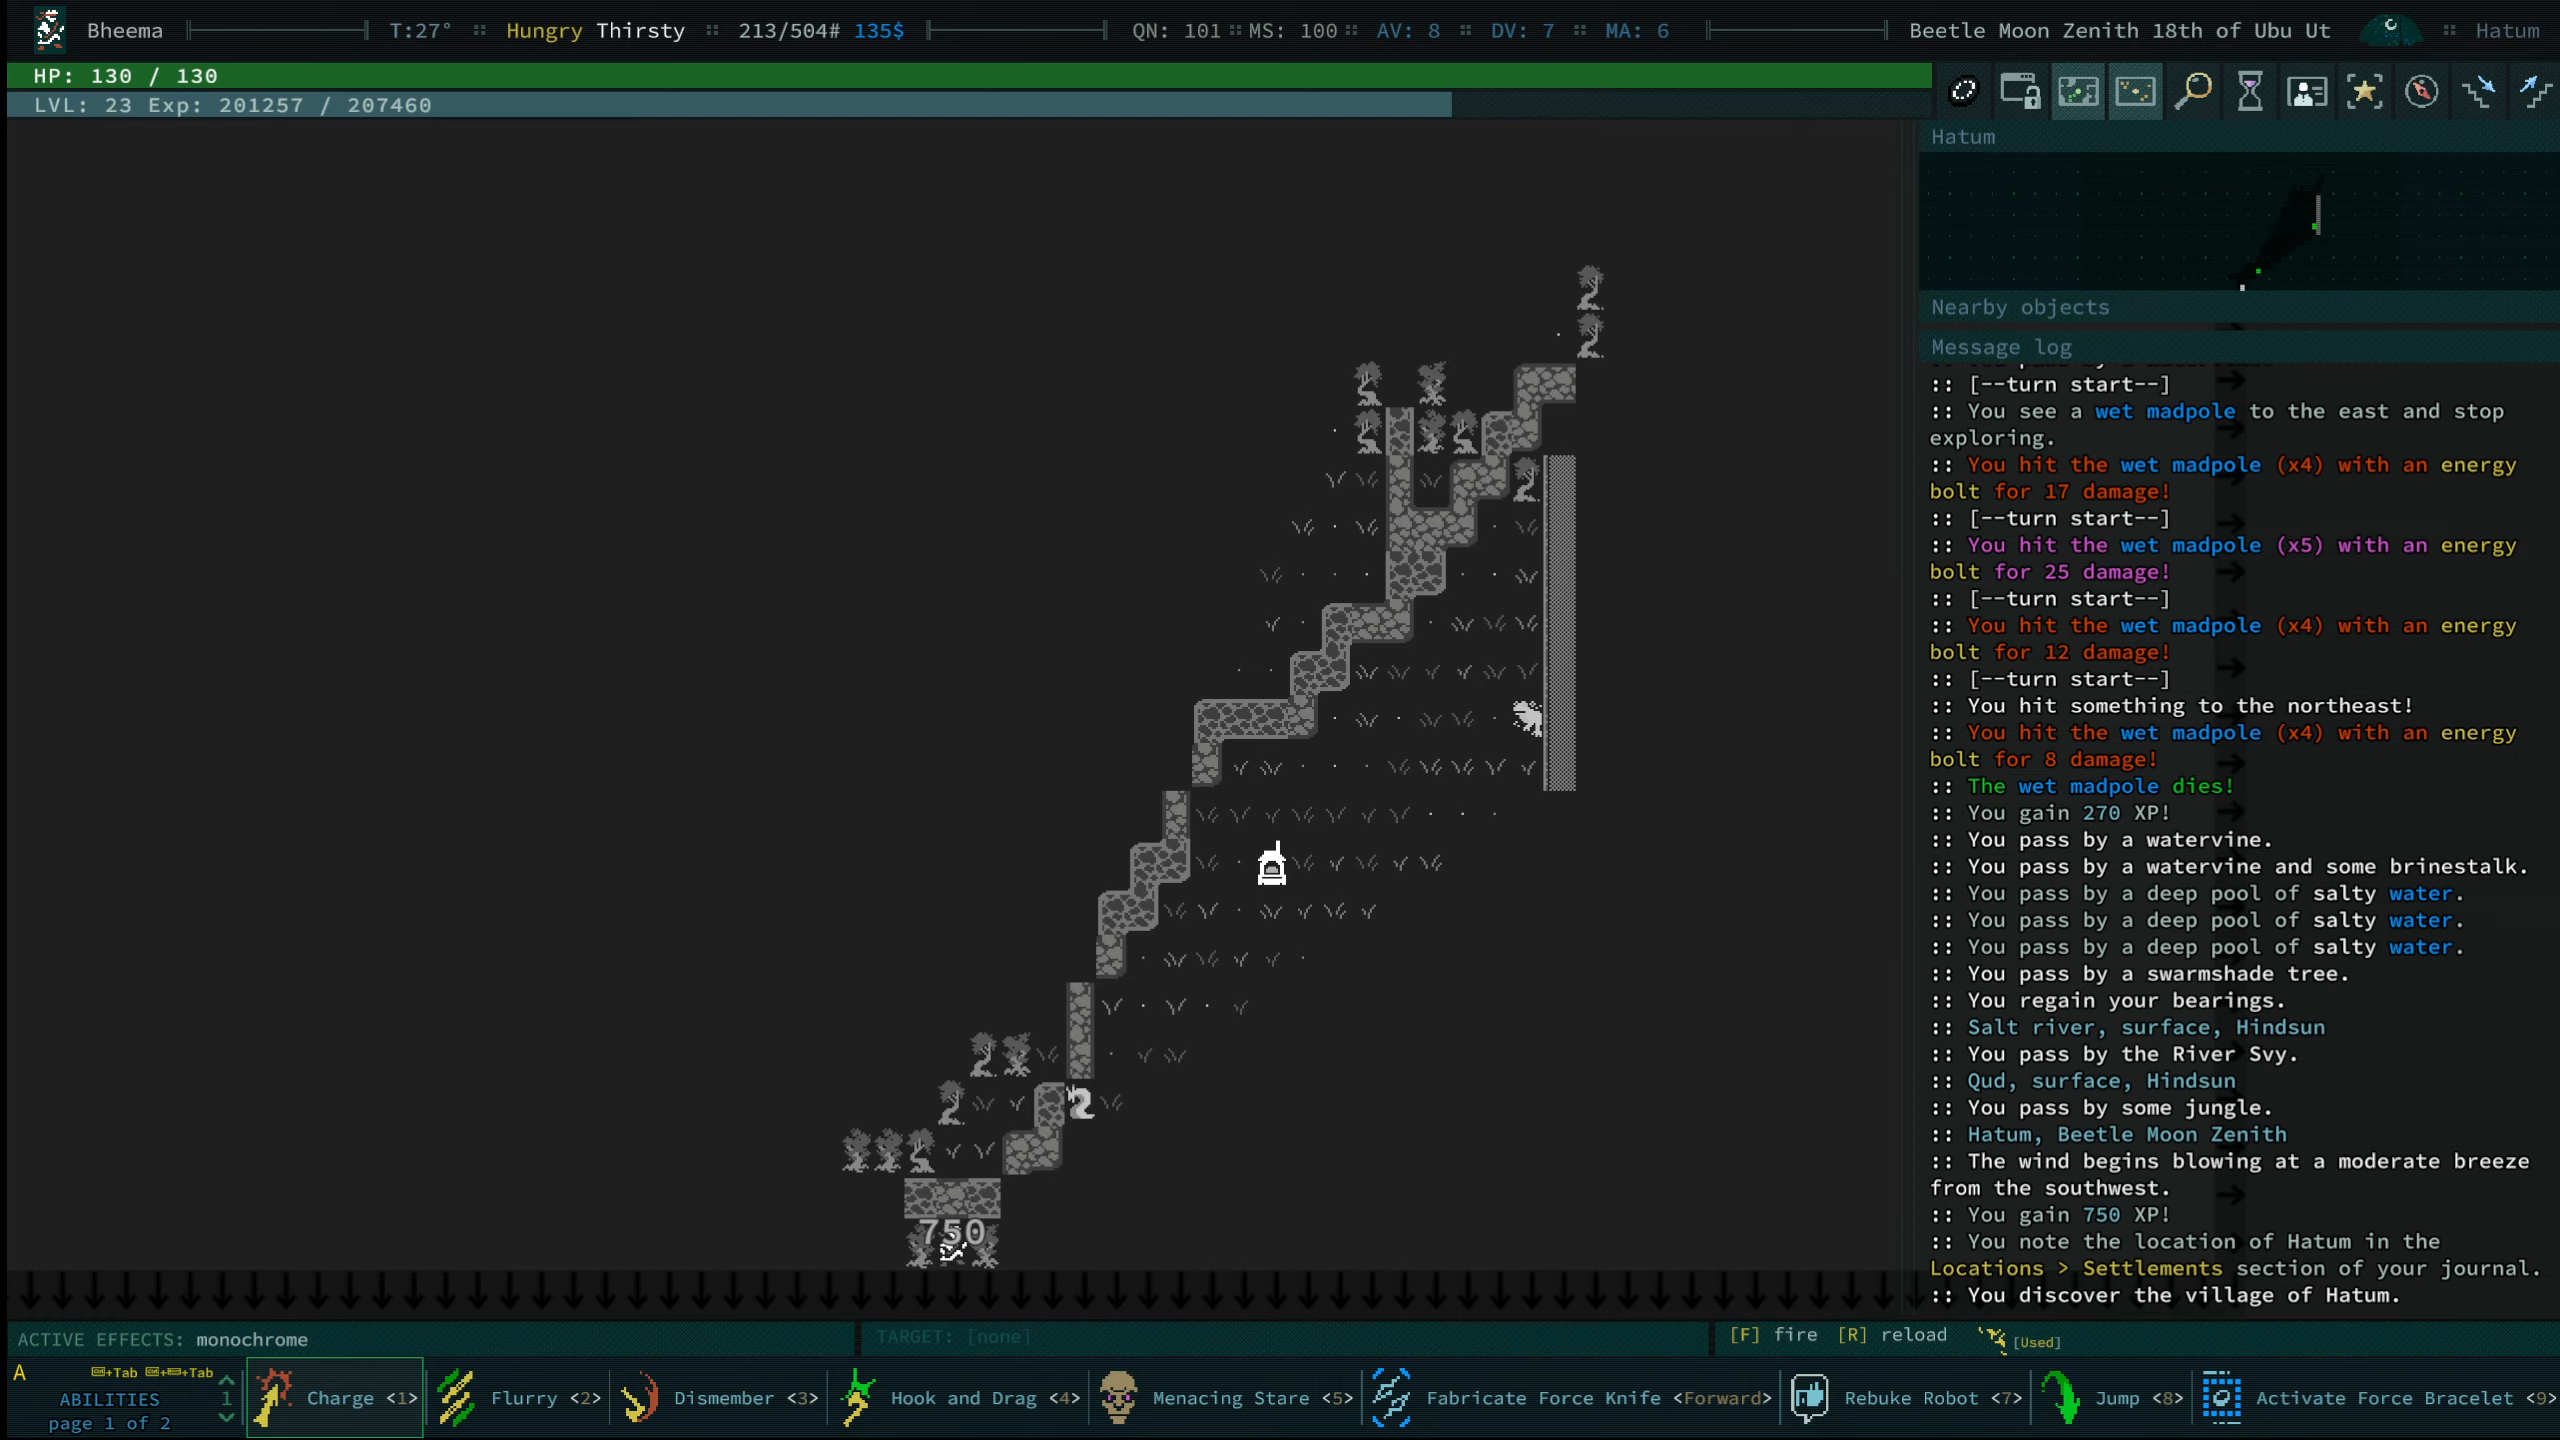 Bheema T:27° :: Hungry Thirsty :: 213/504# 135$ QN: 101 :: MS: 100 :: AV: 8 :: DV: 7 :: MA: 6 Beetle Moon Zenith 18th of Ubu Ut :: Hatum
HP: 130 / 130
LVL: 23 Exp: 201257 / 207460
Hatum
Nearby objects
Message log
:: [--turn start--]
:: You see a wet madpole to the east and stop
exploring.
:: You hit the wet madpole (x4) with an energy
bolt for 17 damage!
:: [--turn start--]
:: You hit the wet madpole (x5) with an energy
bolt for 25 damage!
:: [--turn start--]
:: You hit the wet madpole (x4) with an energy
bolt for 12 damage!
:: [--turn start--]
:: You hit something to the northeast!
:: You hit the wet madpole (x4) with an energy
bolt for 8 damage!
:: The wet madpole dies!
:: You gain 270 XP!
:: You pass by a watervine.
:: You pass by a watervine and some brinestalk.
:: You pass by a deep pool of salty water.
:: You pass by a deep pool of salty water.
:: You pass by a deep pool of salty water.
:: You pass by a swarmshade tree.
:: You regain your bearings.
:: Salt river, surface, Hindsun
:: You pass by the River Svy.
:: Qud, surface, Hindsun
:: You pass by some jungle.
:: Hatum, Beetle Moon Zenith
:: The wind begins blowing at a moderate breeze
from the southwest.
:: You gain 750 XP!
:: You note the location of Hatum in the
Locations > Settlements section of your journal.
:: You discover the village of Hatum.
750
ACTIVE EFFECTS: monochrome
TARGET: [none]
[F] fire [R] reload [Used]
A
+Tab +Tab
ABILITIES 1
page 1 of 2
Charge <1> Flurry <2> Dismember <3> Hook and Drag <4> Menacing Stare <5> Fabricate Force Knife <Forward> Rebuke Robot <7> Jump <8> Activate Force Bracelet <9>